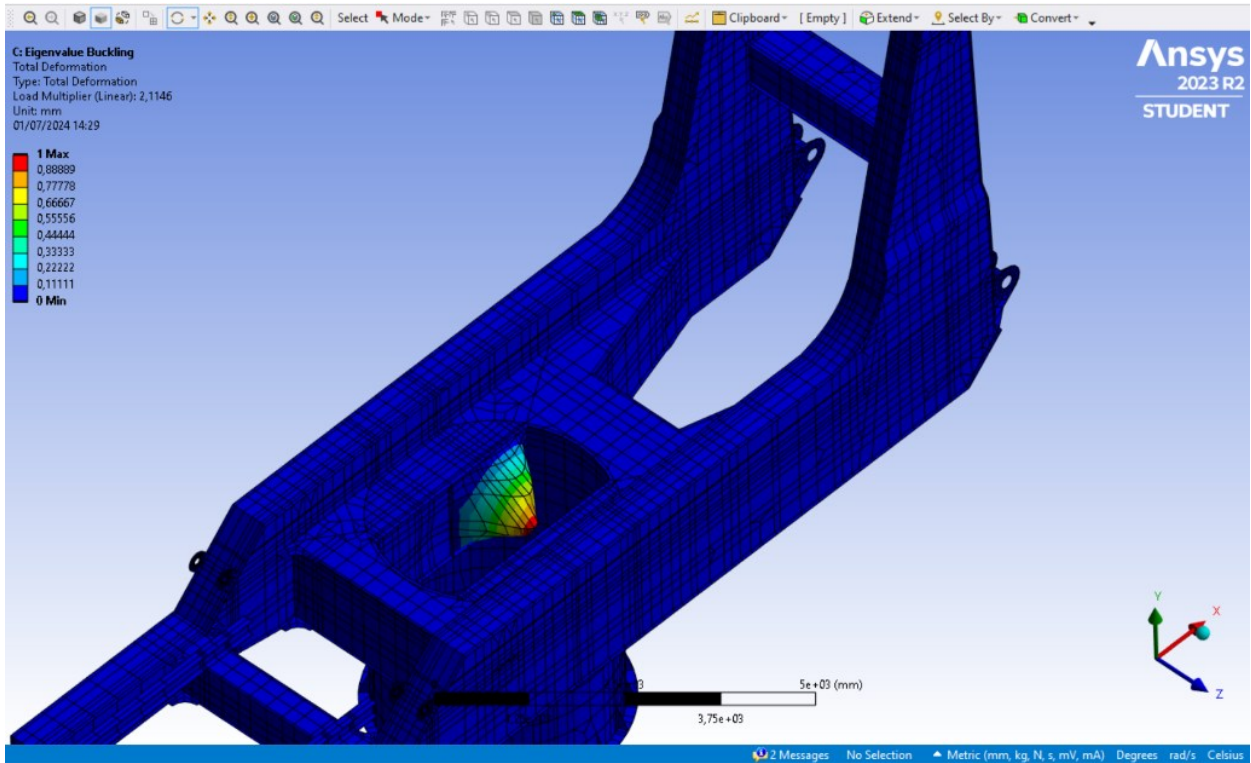 Select Mode Clipboard [ Empty ] Extend Select By Convert
C: Eigenvalue Buckling
Total Deformation
Type: Total Deformation
Load Multiplier (Linear): 2,1146
Unit: mm
01/07/2024 14:29
1 Max
0,88889
0,77778
0,66667
0,55556
0,44444
0,33333
0,22222
0,11111
0 Min
Ansys
2023 R2
STUDENT
Y
X
Z
5e+03 (mm)
3,75e+03
2 Messages No Selection Metric (mm, kg, N, s, mV, mA) Degrees rad/s Celsius